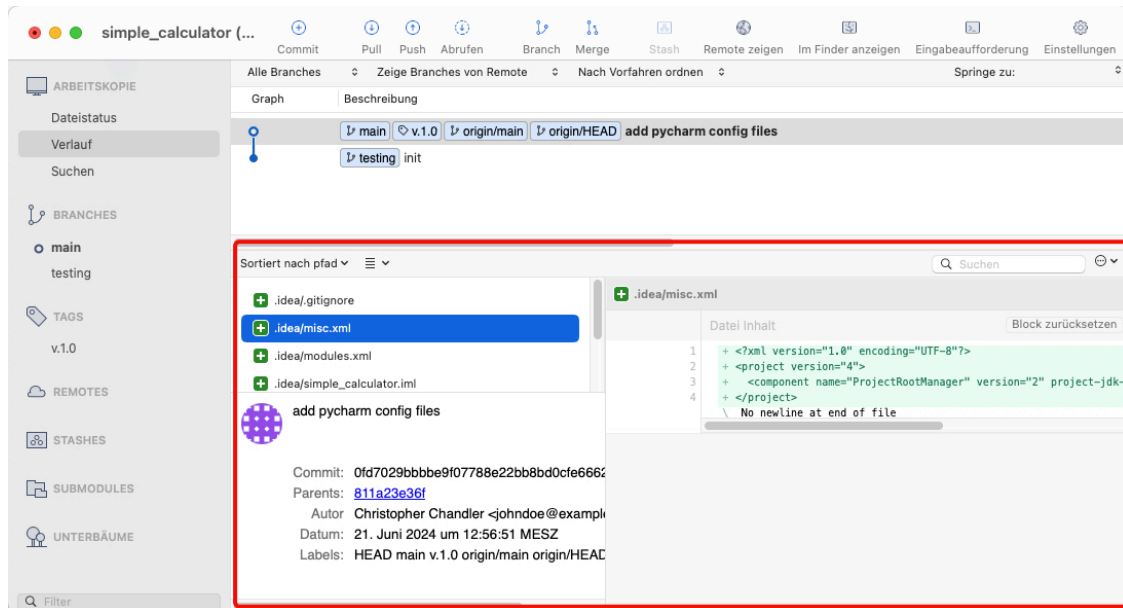 simple_calculator (...
Commit Pull Push Abrufen Branch Merge Stash Remote zeigen Im Finder anzeigen Eingabeaufforderung Einstellungen
ARBEITSKOPIE
Dateistatus
Verlauf
Suchen
BRANCHES
main
testing
TAGS
v.1.0
REMOTES
STASHES
SUBMODULES
UNTERBÄUME
Filter
Alle Branches Zeige Branches von Remote Nach Vorfahren ordnen Springe zu:
Graph Beschreibung
main v.1.0 origin/main origin/HEAD add pycharm config files
testing init
Sortiert nach pfad Suchen
.idea/.gitignore
.idea/misc.xml
.idea/modules.xml
.idea/simple_calculator.iml
add pycharm config files
Commit: 0fd7029bbbbe9f07788e22bb8bd0cfe6662
Parents: 811a23e36f
Autor Christopher Chandler <johndoe@example
Datum: 21. Juni 2024 um 12:56:51 MESZ
Labels: HEAD main v.1.0 origin/main origin/HEAD
.idea/misc.xml
Datei Inhalt Block zurücksetzen
1 + <?xml version="1.0" encoding="UTF-8"?>
2 + <project version="4">
3 + <component name="ProjectRootManager" version="2" project-jdk-
4 + </project>
\ No newline at end of file